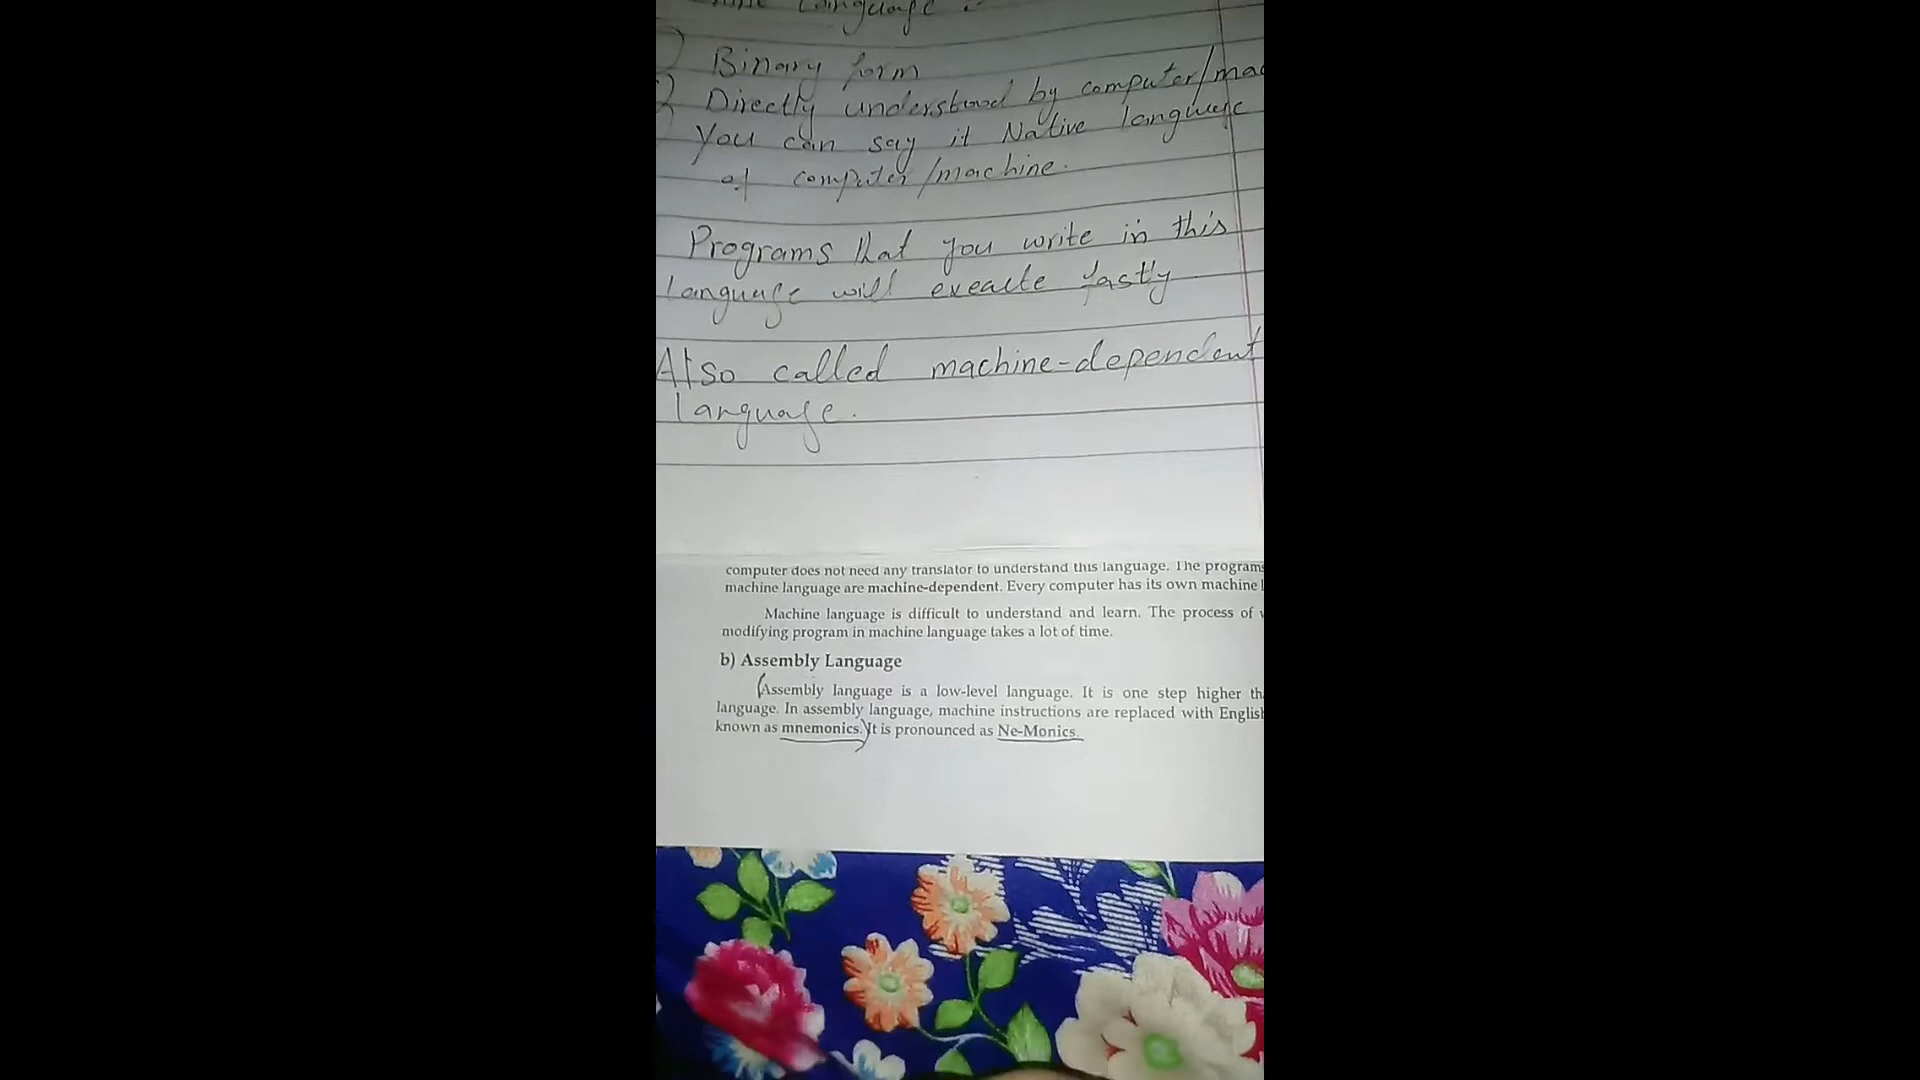 Language :
Binary form
2) Directly understood by computer/mac
You can say it Native language
of computer/machine.
Programs that you write in this
language will execute fastly
Also called machine-dependent
language.
computer does not need any translator to understand this language. The programs
machine language are machine-dependent. Every computer has its own machine l
Machine language is difficult to understand and learn. The process of
modifying program in machine language takes a lot of time.
b) Assembly Language
Assembly language is a low-level language. It is one step higher tha
language. In assembly language, machine instructions are replaced with English
known as mnemonics. It is pronounced as Ne-Monics.